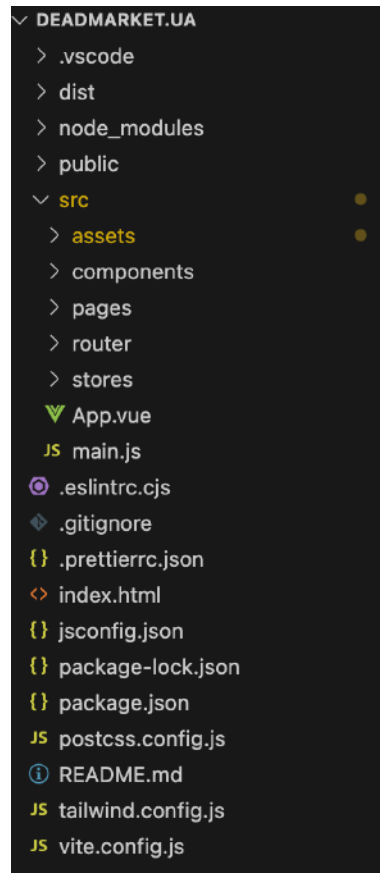 DEADMARKET.UA
.vscode
dist
node_modules
public
src
assets
components
pages
router
stores
App.vue
JS main.js
.eslintrc.cjs
.gitignore
{} .prettierrc.json
<> index.html
{} jsconfig.json
{} package-lock.json
{} package.json
JS postcss.config.js
README.md
JS tailwind.config.js
JS vite.config.js